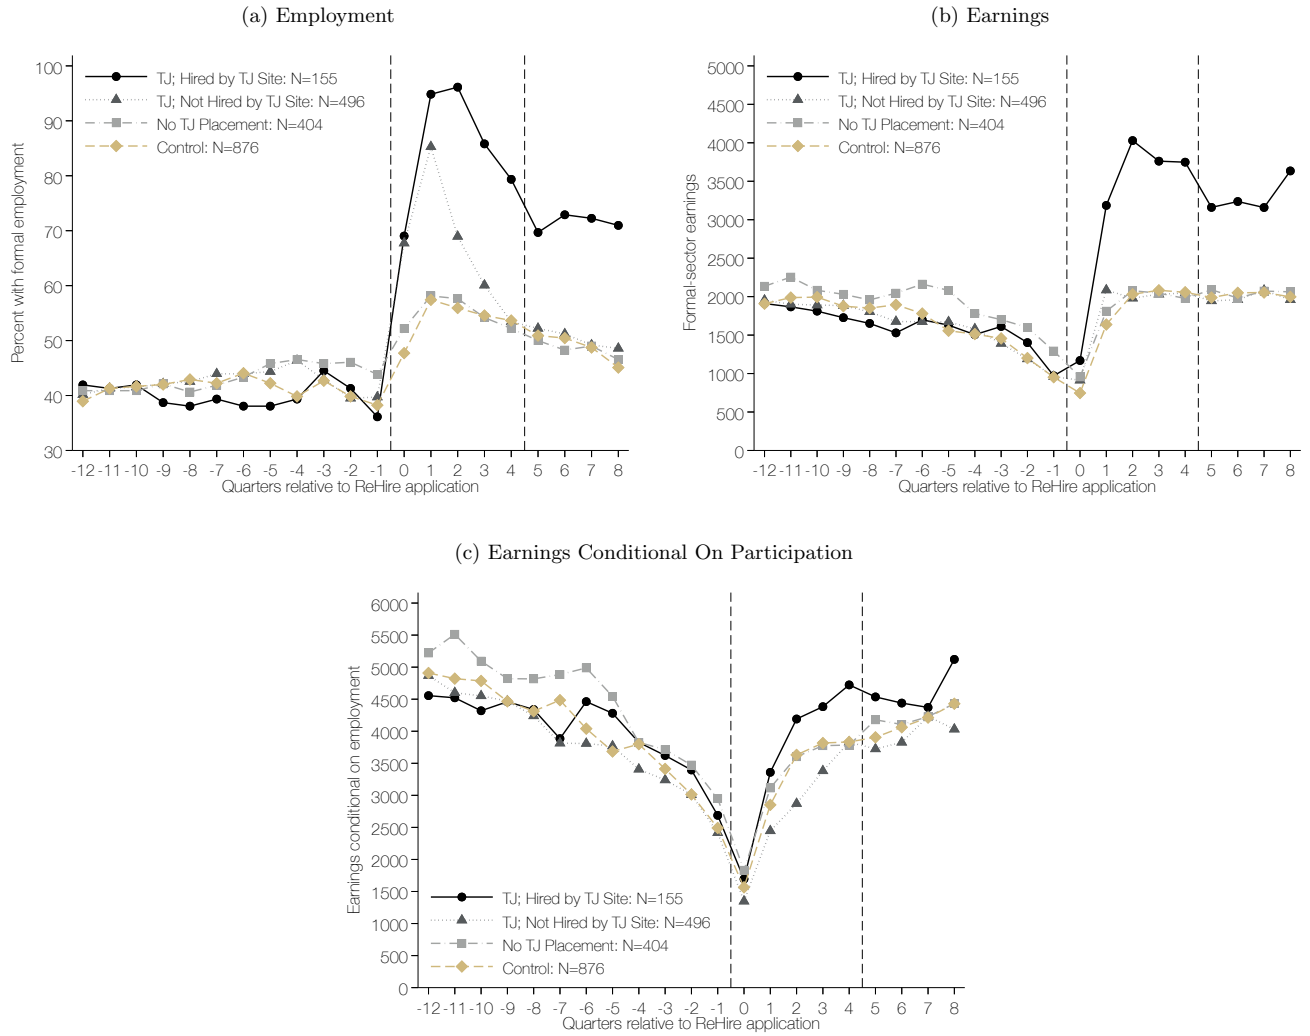 (a) Employment
Percent with formal employment
100
90
80
70
60
50
40
30
TJ; Hired by TJ Site: N=155
TJ; Not Hired by TJ Site: N=496
No TJ Placement: N=404
Control: N=876
-12 -11 -10 -9 -8 -7 -6 -5 -4 -3 -2 -1 0 1 2 3 4 5 6 7 8
Quarters relative to ReHire application
(b) Earnings
Formal-sector earnings
5000
4500
4000
3500
3000
2500
2000
1500
1000
500
0
TJ; Hired by TJ Site: N=155
TJ; Not Hired by TJ Site: N=496
No TJ Placement: N=404
Control: N=876
-12 -11 -10 -9 -8 -7 -6 -5 -4 -3 -2 -1 0 1 2 3 4 5 6 7 8
Quarters relative to ReHire application
(c) Earnings Conditional On Participation
Earnings conditional on employment
6000
5500
5000
4500
4000
3500
3000
2500
2000
1500
1000
500
0
TJ; Hired by TJ Site: N=155
TJ; Not Hired by TJ Site: N=496
No TJ Placement: N=404
Control: N=876
-12 -11 -10 -9 -8 -7 -6 -5 -4 -3 -2 -1 0 1 2 3 4 5 6 7 8
Quarters relative to ReHire application